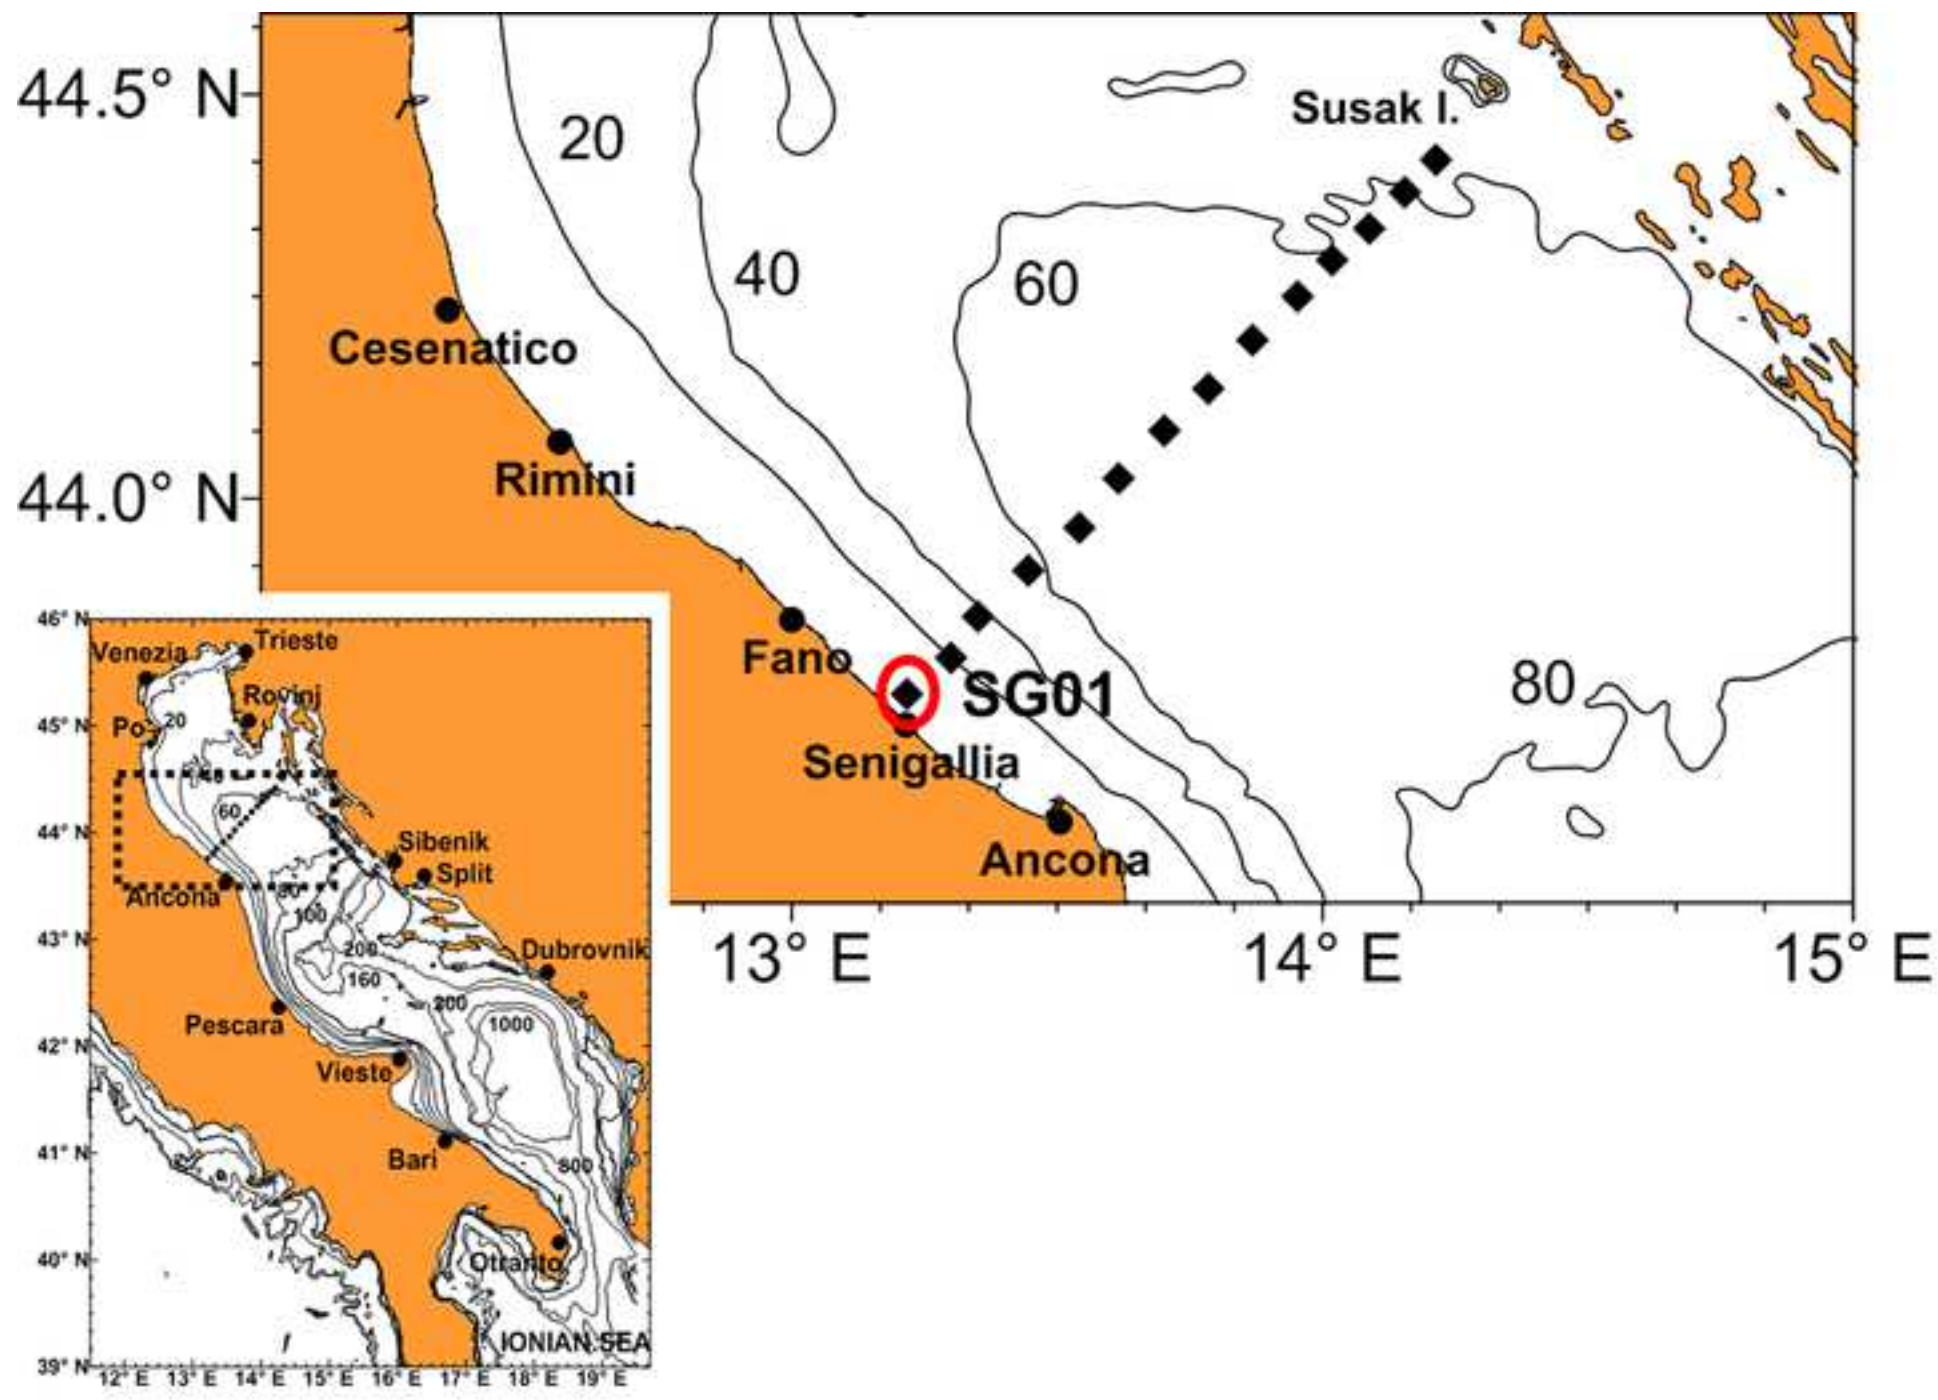 44.5° N
Susak I.
20
40
60
Cesenatico
44.0° N
Rimini
Fano
SG01
80
Senigallia
Ancona
13° E
14° E
15° E
46° N
Venezia
Trieste
Rovinj
Po
20
45° N
60
44° N
Sibenik
Split
Ancona
80
100
43° N
Dubrovnik
200
160
200
Pescara
1000
42° N
Vieste
41° N
Bari
800
40° N
Otranto
IONIAN SEA
39° N
12° E
13° E
14° E
15° E
16° E
17° E
18° E
19° E